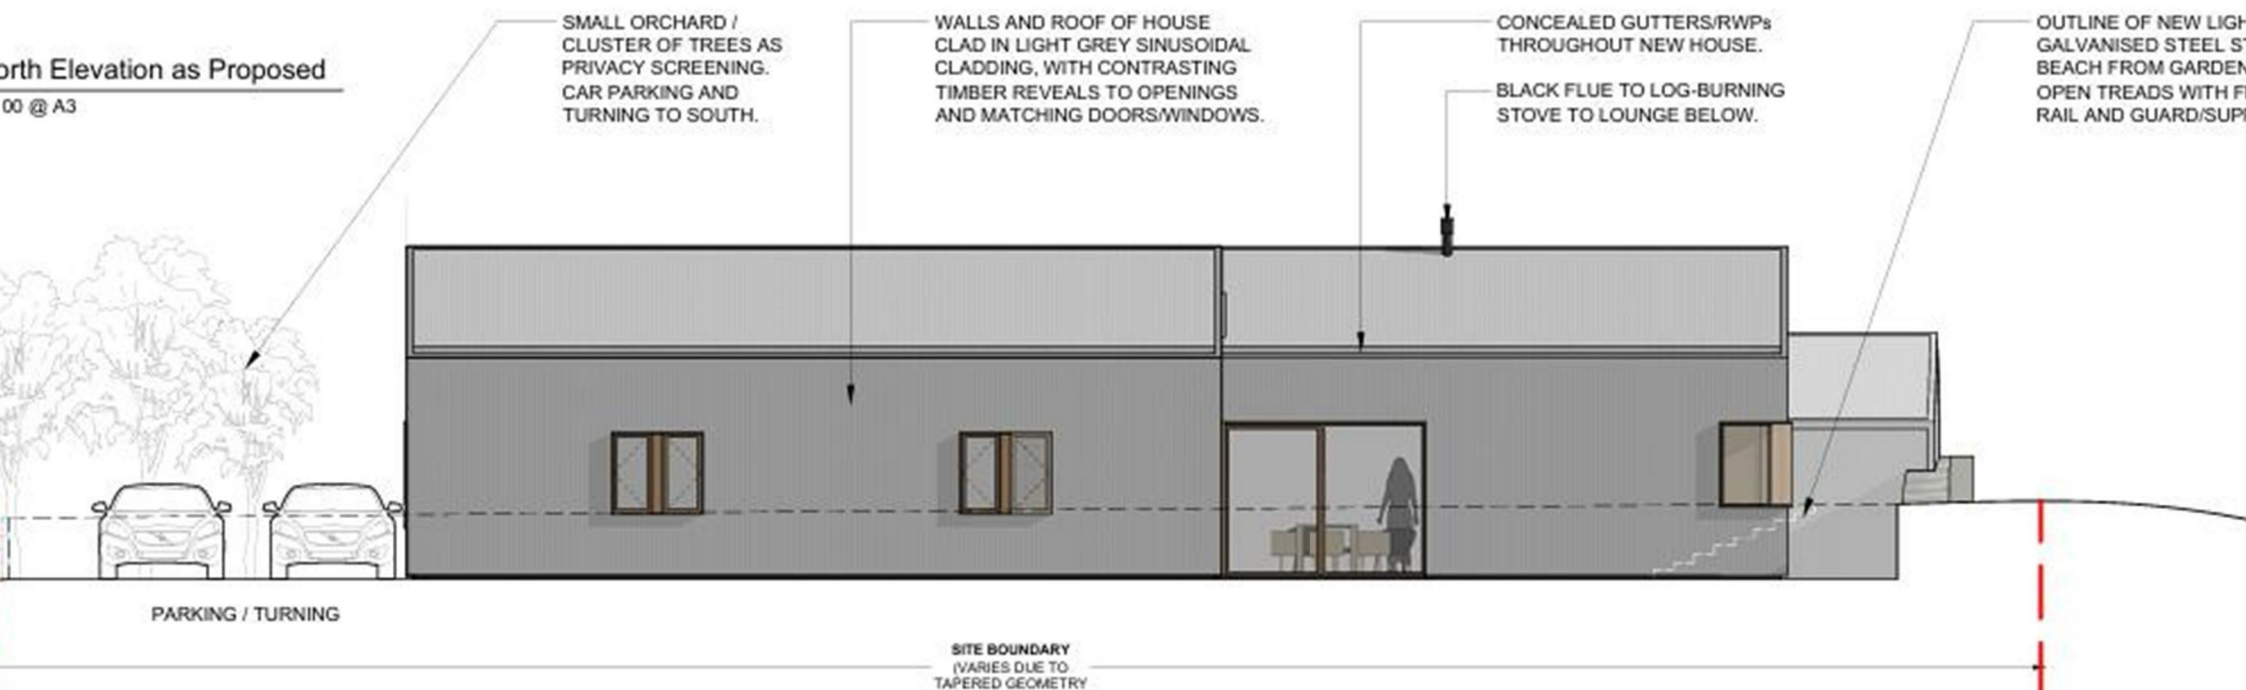 orth Elevation as Proposed
00 @ A3
SMALL ORCHARD /
CLUSTER OF TREES AS
PRIVACY SCREENING.
CAR PARKING AND
TURNING TO SOUTH.
WALLS AND ROOF OF HOUSE
CLAD IN LIGHT GREY SINUSOIDAL
CLADDING, WITH CONTRASTING
TIMBER REVEALS TO OPENINGS
AND MATCHING DOORS/WINDOWS.
CONCEALED GUTTERS/RWPs
THROUGHOUT NEW HOUSE.
BLACK FLUE TO LOG-BURNING
STOVE TO LOUNGE BELOW.
OUTLINE OF NEW LIGH
GALVANISED STEEL ST
BEACH FROM GARDEN
OPEN TREADS WITH F
RAIL AND GUARD/SUP
PARKING / TURNING
SITE BOUNDARY
(VARIES DUE TO
TAPERED GEOMETRY